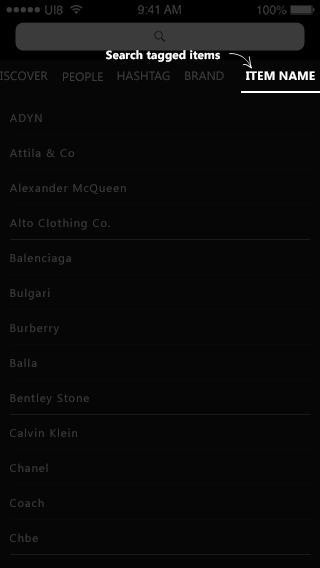 UI8 9:41 AM 100%
Search tagged items
ISCOVER PEOPLE HASHTAG BRAND ITEM NAME
ADYN
Attila & Co
Alexander McQueen
Alto Clothing Co.
Balenciaga
Bulgari
Burberry
Balla
Bentley Stone
Calvin Klein
Chanel
Coach
Chbe